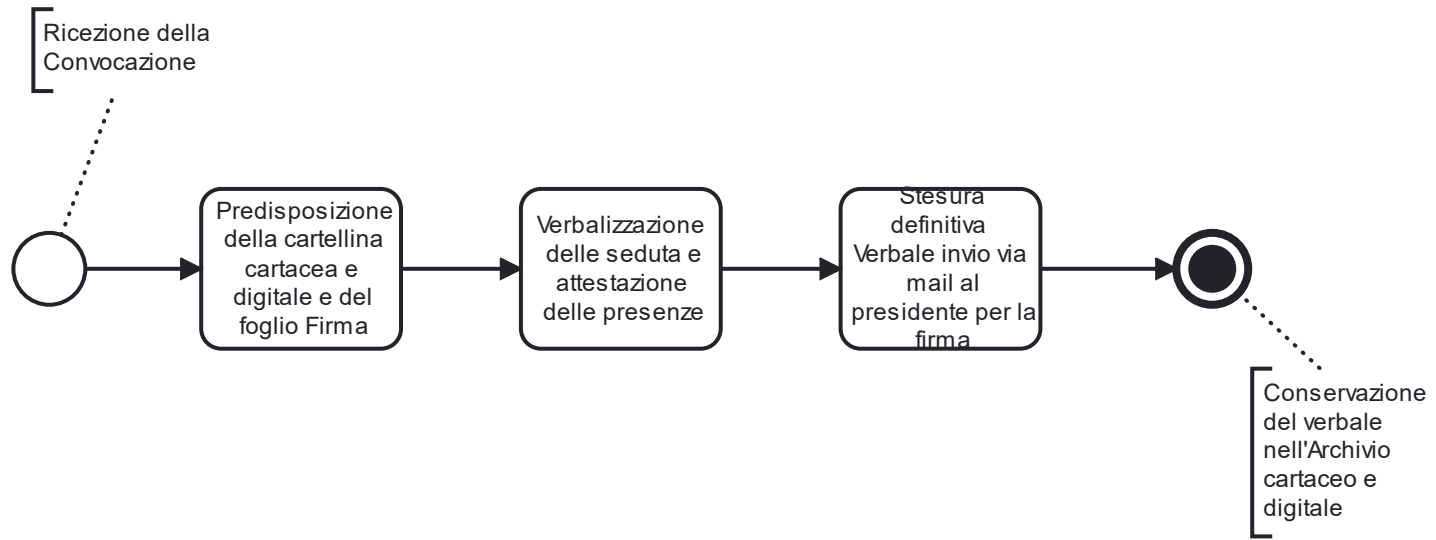 Ricezione della
Convocazione
Predisposizione
della cartellina
cartacea e
digitale e del
foglio Firma
Verbalizzazione
delle seduta e
attestazione
delle presenze
Stesura
definitiva
Verbale invio via
mail al
presidente per la
firma
Conservazione
del verbale
nell'Archivio
cartaceo e
digitale